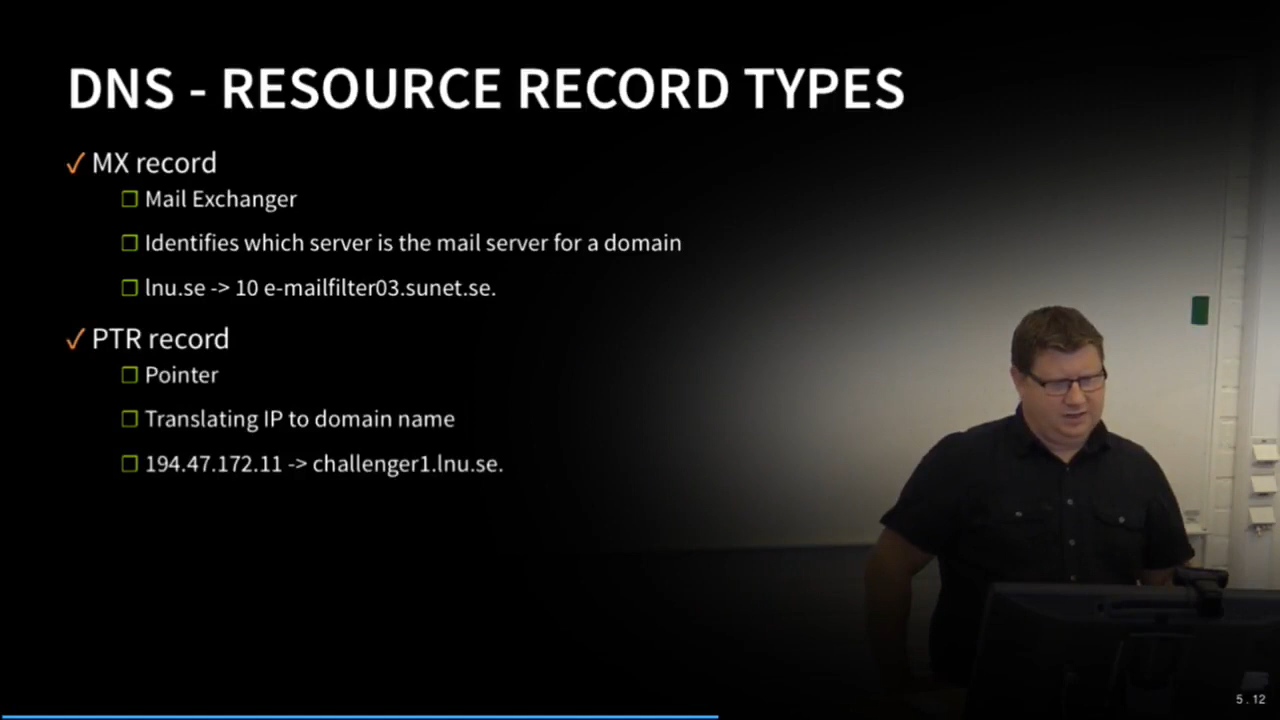 DNS - RESOURCE RECORD TYPES
✓ MX record
❐ Mail Exchanger
❐ Identifies which server is the mail server for a domain
❐ lnu.se -> 10 e-mailfilter03.sunet.se.
✓ PTR record
❐ Pointer
❐ Translating IP to domain name
❐ 194.47.172.11 -> challenger1.lnu.se.
5 . 12